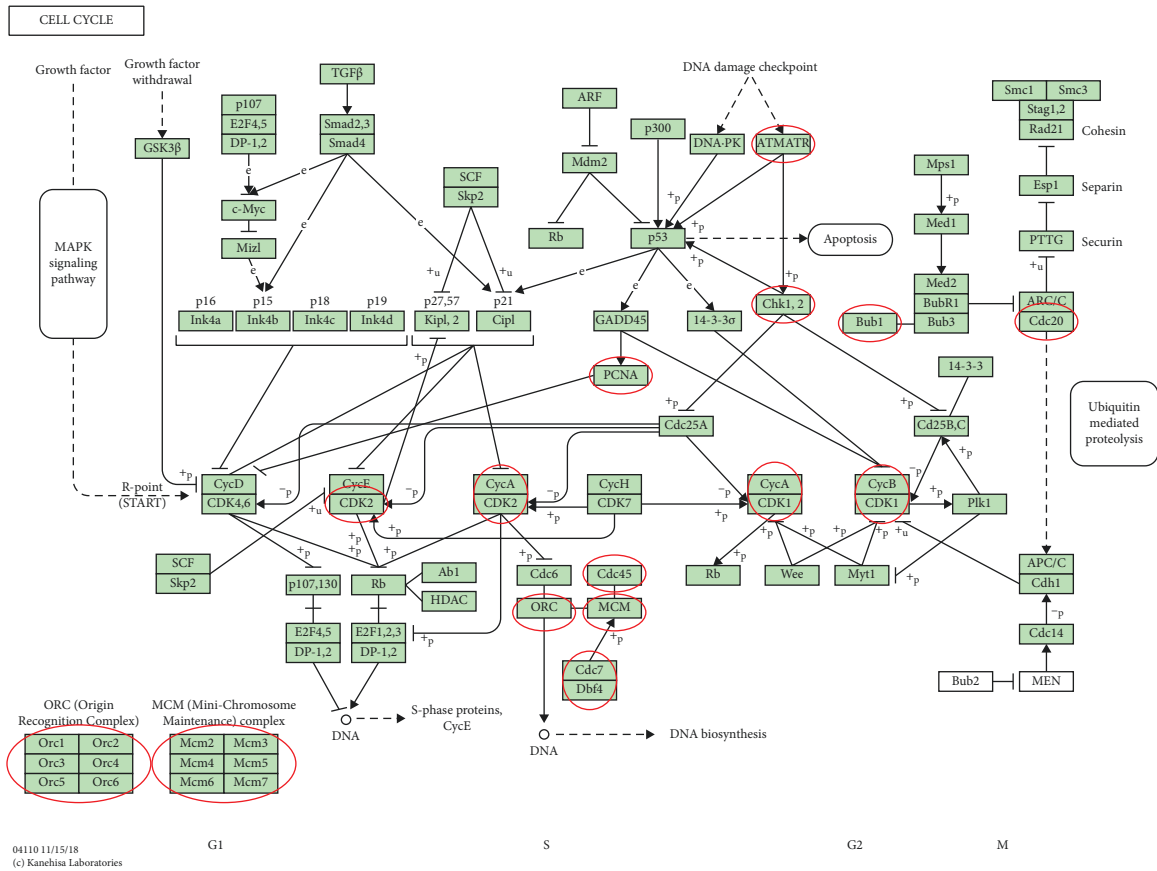 CELL CYCLE
Growth factor
Growth factor
withdrawal
TGFβ
DNA damage checkpoint
Smc1
Smc3
Stag1,2
Rad21
Cohesin
p107
E2F4,5
DP-1,2
Smad2,3
Smad4
ARF
p300
GSK3β
DNA-PK
ATMATR
Mdm2
Mps1
SCF
Skp2
e
e
+p
Esp1
Separin
c-Myc
e
e
+p
+p
Med1
MAPK
signaling
pathway
Mizl
Rb
p53
Apoptosis
PTTG
Securin
e
+u
+u
e
e
+p
+p
+u
p16
p15
p18
p19
p27,57
p21
Med2
BubR1
Bub3
ARC/C
Cdc20
Ink4a
Ink4b
Ink4c
Ink4d
Kipl, 2
Cipl
GADD45
14-3-3σ
Chk1, 2
Bub1
+p
PCNA
14-3-3
+p
+p
Cdc25A
Cd25B,C
Ubiquitin
mediated
proteolysis
+p
R-point
(START)
+p
CycD
CDK4,6
−p
CycE
CDK2
−p
CycA
CDK2
−p
CycH
CDK7
−p
CycA
CDK1
CycB
CDK1
−p
+p
Plk1
+u
+p
+p
+p
+p
+p
+p
+p
+p
+p
+p
+p
+p
+u
SCF
Skp2
p107,130
Rb
Ab1
HDAC
Cdc6
Cdc45
Rb
Wee
Myt1
+p
APC/C
Cdh1
ORC
MCM
−p
E2F4,5
DP-1,2
E2F1,2,3
DP-1,2
+p
+p
Cdc14
Cdc7
Dbf4
Bub2
MEN
ORC (Origin
Recognition Complex)
MCM (Mini-Chromosome
Maintenance) complex
DNA
S-phase proteins,
CycE
DNA
DNA biosynthesis
Orc1
Orc2
Mcm2
Mcm3
Orc3
Orc4
Mcm4
Mcm5
Orc5
Orc6
Mcm6
Mcm7
G1
S
G2
M
04110 11/15/18
(c) Kanehisa Laboratories